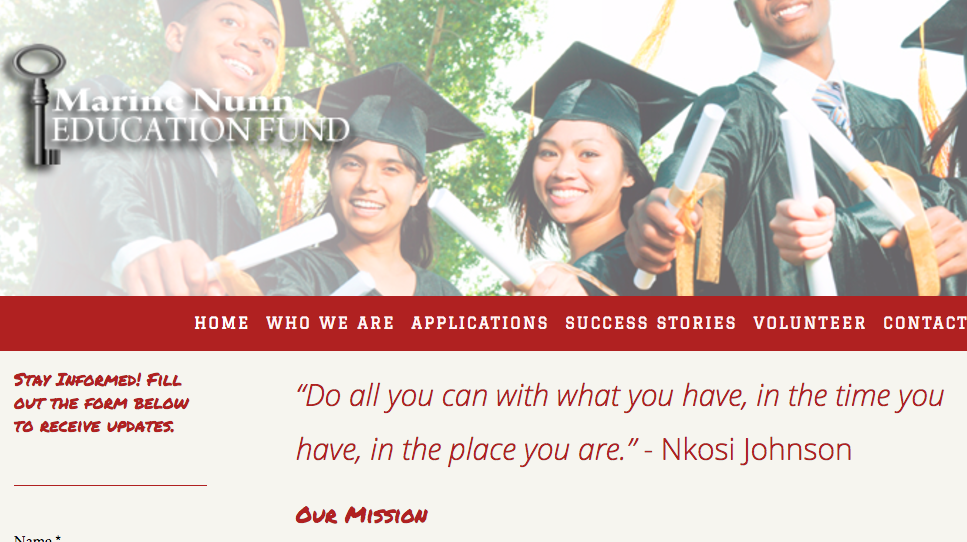 Marine Nunn
EDUCATION FUND
HOME WHO WE ARE APPLICATIONS SUCCESS STORIES VOLUNTEER CONTACT
Stay Informed! Fill
out the form below
to receive updates.
“Do all you can with what you have, in the time you
have, in the place you are.” - Nkosi Johnson
Our Mission
Name *